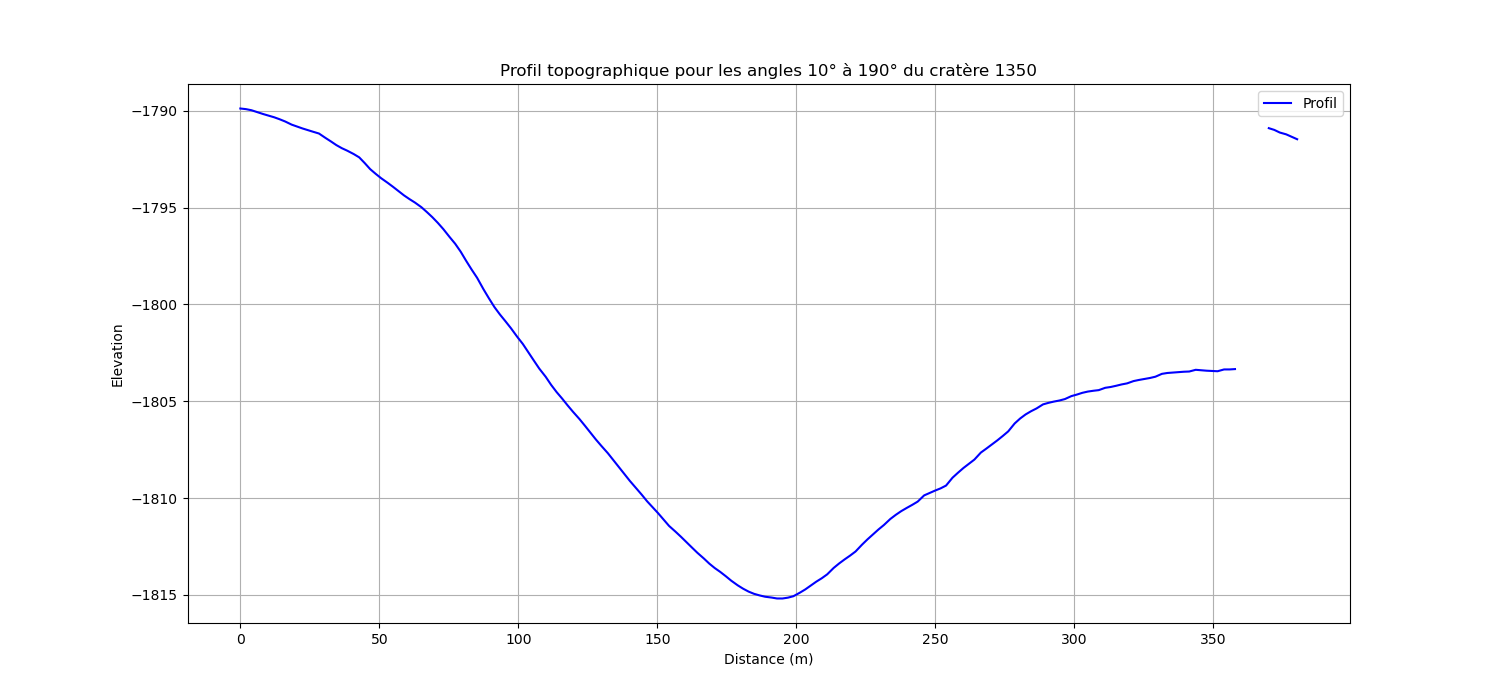 Profil topographique pour les angles 10° à 190° du cratère 1350
Profil
−1790
−1795
−1800
−1805
−1810
−1815
Elevation
0 50 100 150 200 250 300 350
Distance (m)